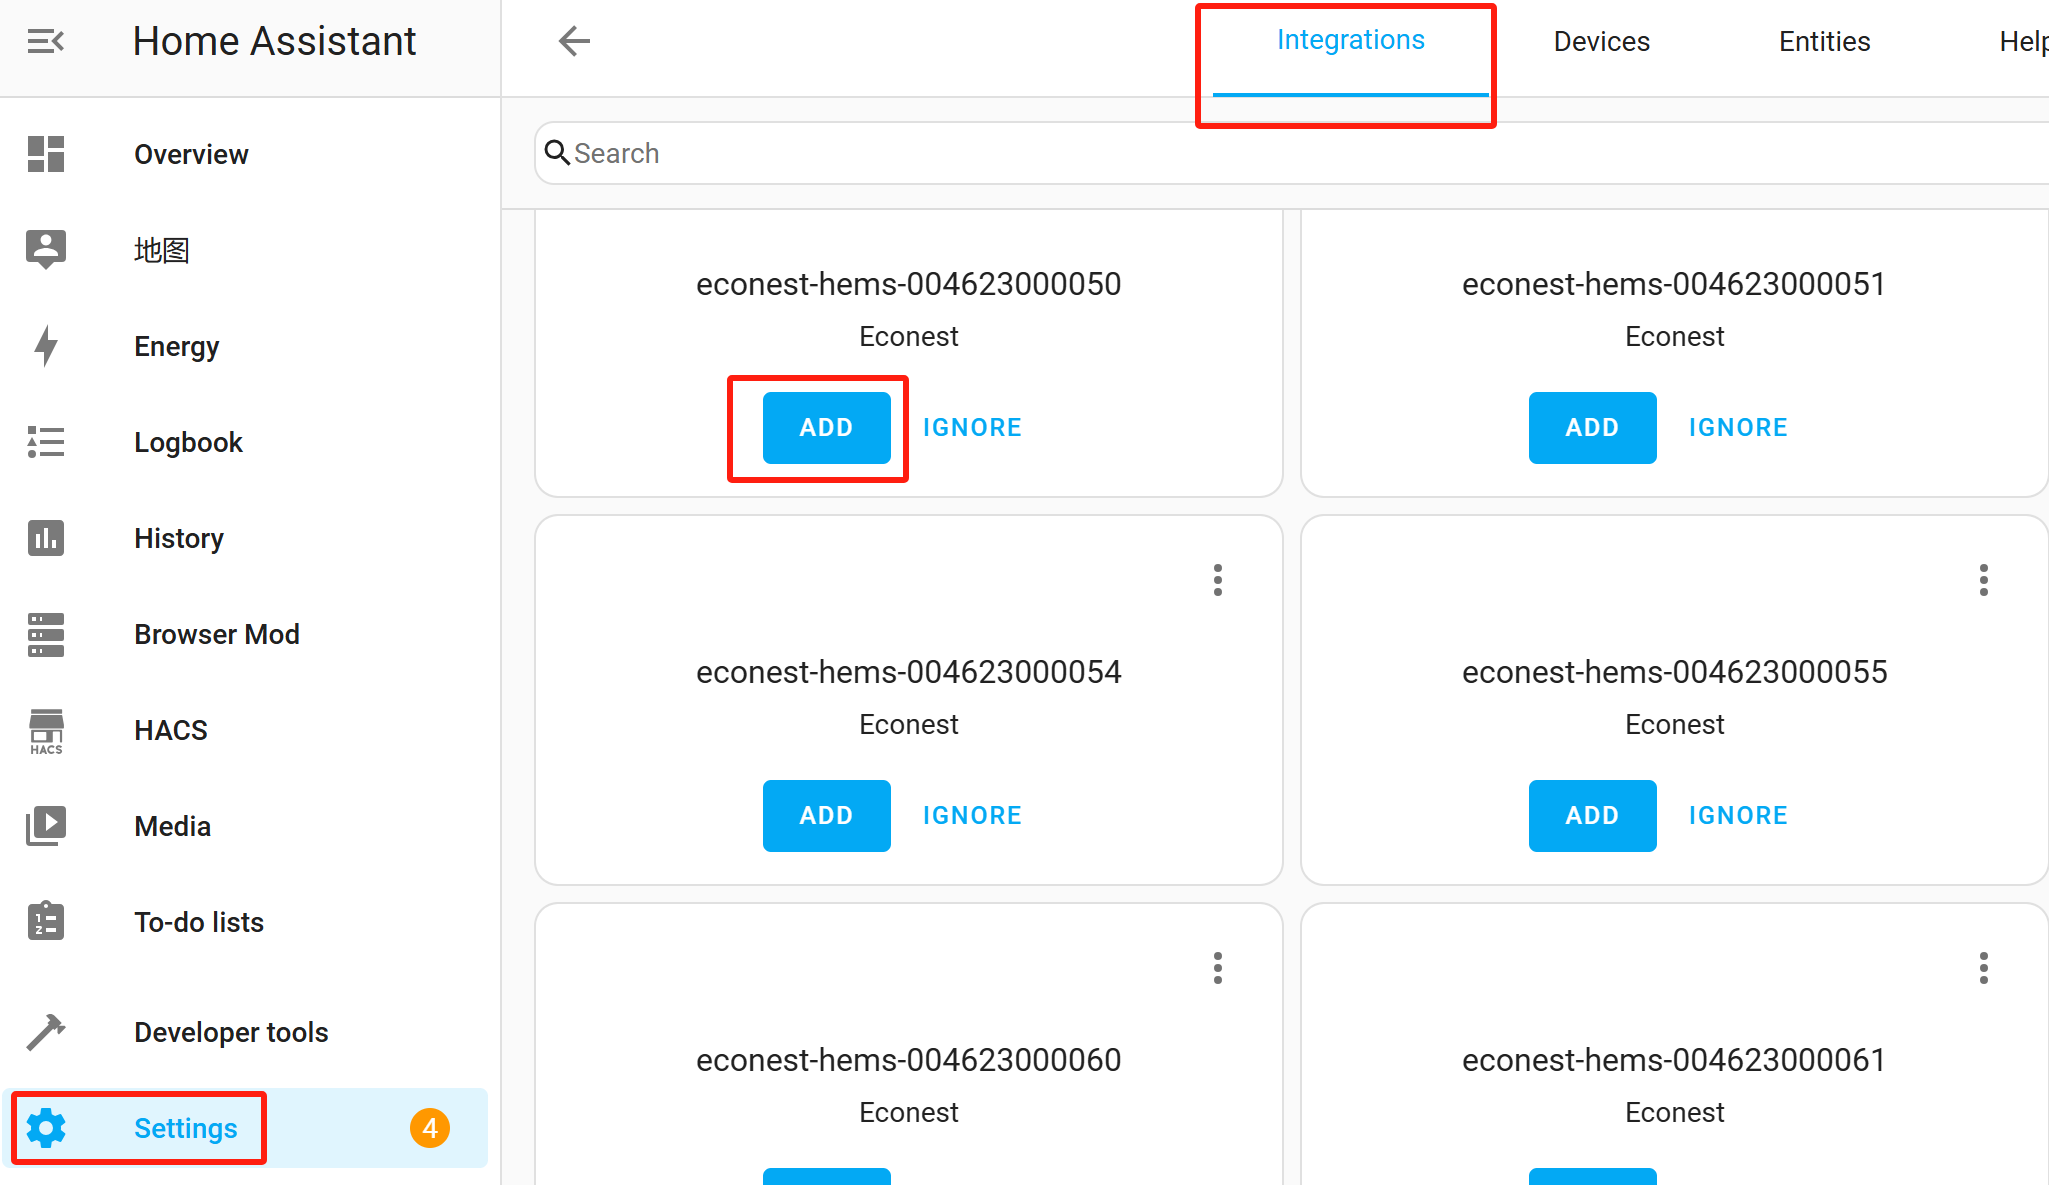 Home Assistant
Integrations
Devices
Entities
Help
Search
Overview
地图
Energy
Logbook
History
Browser Mod
HACS
HACS
Media
To-do lists
Developer tools
Settings
4
econest-hems-004623000050
Econest
ADD
IGNORE
econest-hems-004623000051
Econest
ADD
IGNORE
econest-hems-004623000054
Econest
ADD
IGNORE
econest-hems-004623000055
Econest
ADD
IGNORE
econest-hems-004623000060
Econest
econest-hems-004623000061
Econest